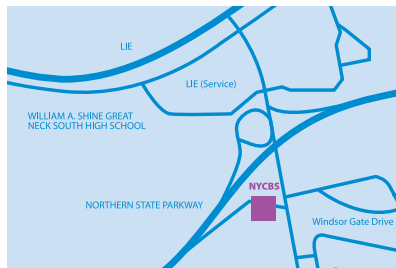 LIE
LIE (Service)
WILLIAM A. SHINE GREAT
NECK SOUTH HIGH SCHOOL
NYCBS
NORTHERN STATE PARKWAY
Windsor Gate Drive